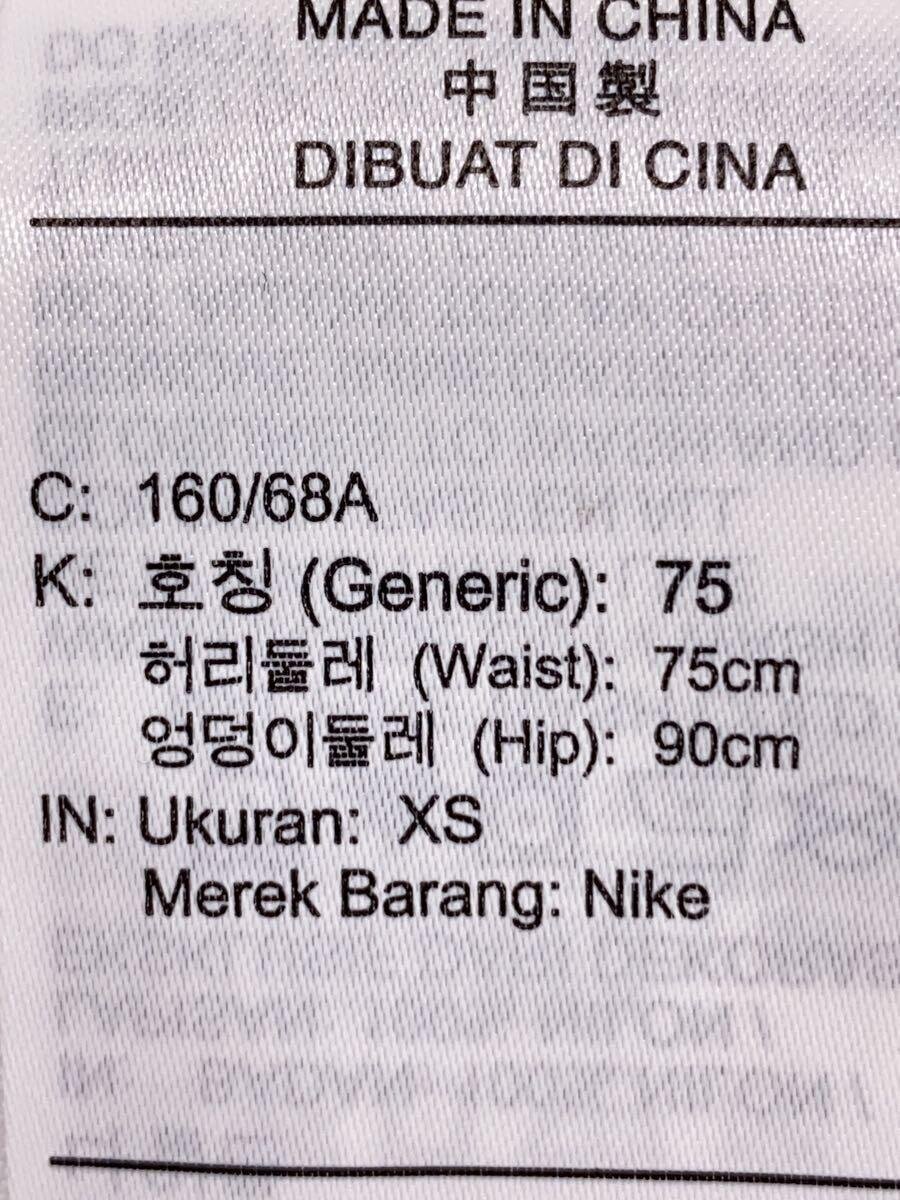 MADE IN CHINA
中国製
DIBUAT DI CINA
C: 160/68A
K: 호칭 (Generic): 75
허리둘레 (Waist): 75cm
엉덩이둘레 (Hip): 90cm
IN: Ukuran: XS
Merek Barang: Nike